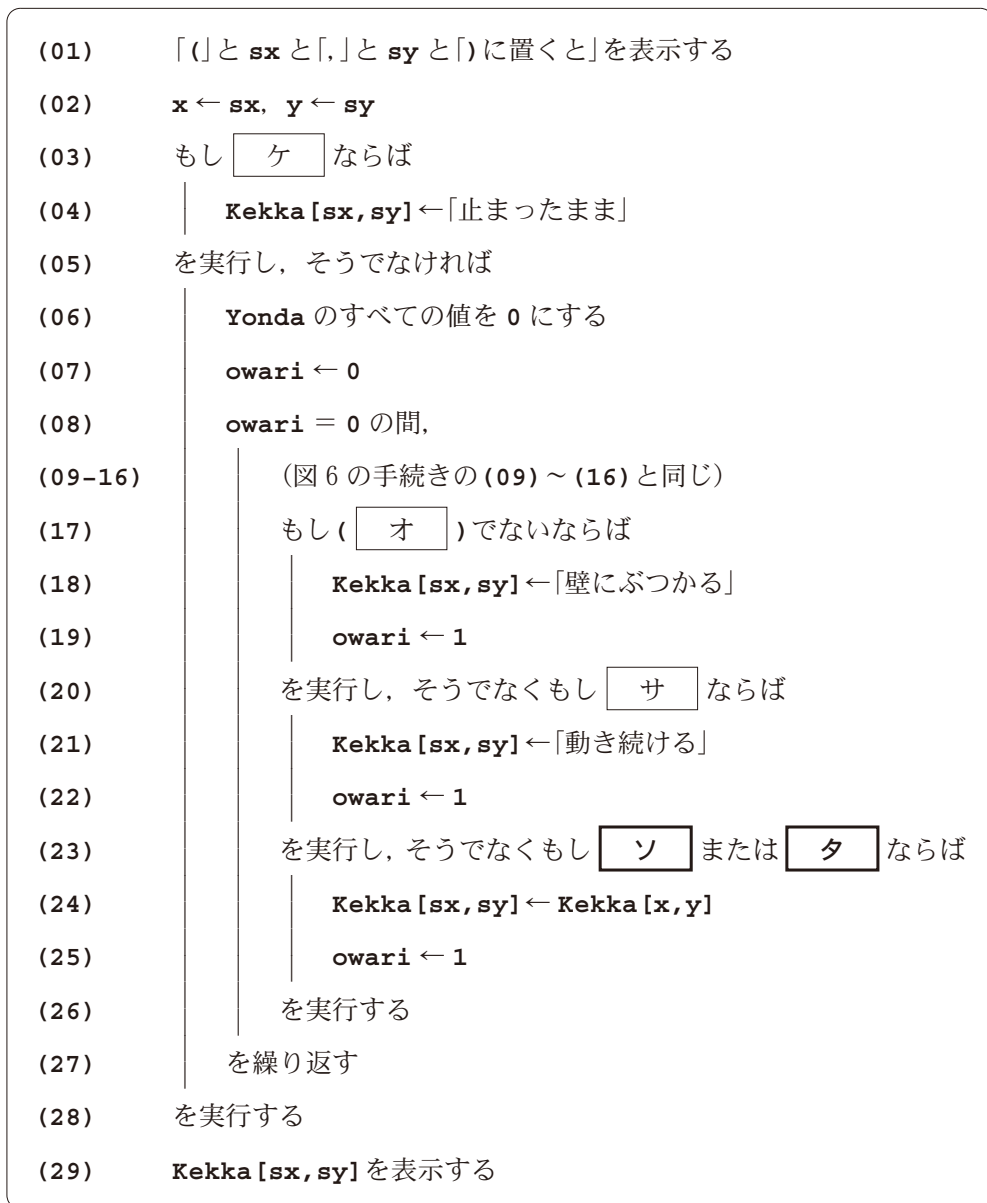 (01) 「(」と sx と「,」と sy と「)に置くと」を表示する
(02) x ← sx, y ← sy
(03) もし ケ ならば
(04) Kekka[sx,sy]←「止まったまま」
(05) を実行し，そうでなければ
(06) Yonda のすべての値を 0 にする
(07) owari ← 0
(08) owari = 0 の間，
(09-16) （図 6 の手続きの(09)～(16)と同じ）
(17) もし( オ )でないならば
(18) Kekka[sx,sy]←「壁にぶつかる」
(19) owari ← 1
(20) を実行し，そうでなくもし サ ならば
(21) Kekka[sx,sy]←「動き続ける」
(22) owari ← 1
(23) を実行し，そうでなくもし ソ または タ ならば
(24) Kekka[sx,sy]← Kekka[x,y]
(25) owari ← 1
(26) を実行する
(27) を繰り返す
(28) を実行する
(29) Kekka[sx,sy]を表示する